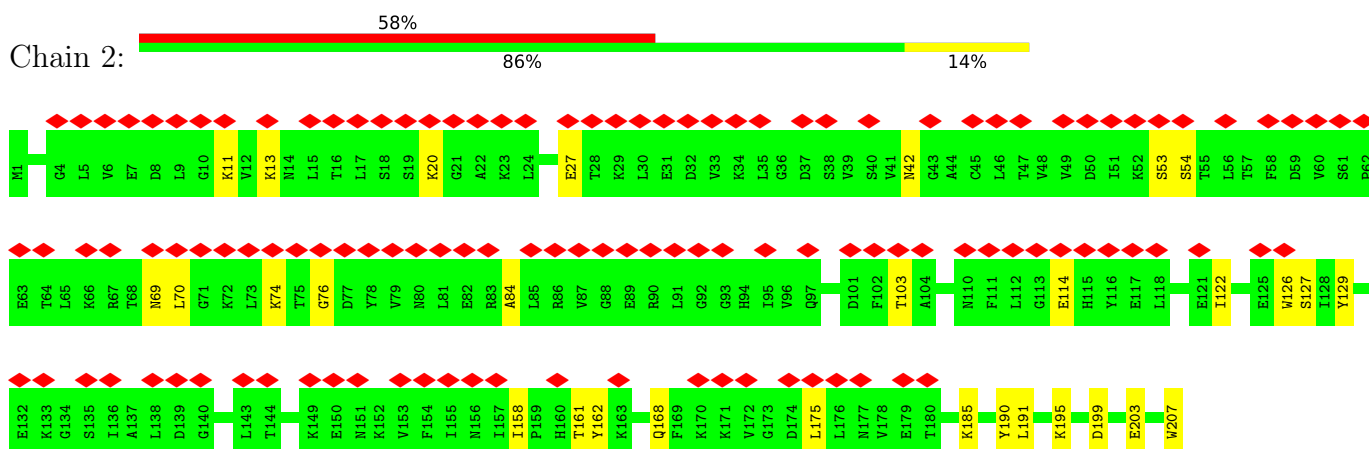 58%
Chain 2:
86% 14%
M1 G4 L5 V6 E7 D8 L9 G10 K11 V12 K13 N14 L15 T16 L17 S18 S19 K20 G21 A22 K23 L24 E27 T28 K29 L30 E31 D32 V33 K34 L35 G36 D37 S38 V39 S40 V41 N42 G43 A44 C45 L46 T47 V48 V49 D50 I51 K52 S53 S54 T55 L56 T57 F58 D59 V60 S61 P62
E63 T64 L65 K66 R67 T68 N69 L70 G71 K72 L73 K74 T75 G76 D77 Y78 V79 N80 L81 E82 R83 A84 L85 R86 V87 G88 E89 R90 L91 G92 G93 H94 I95 V96 Q97 D101 F102 T103 A104 N110 F111 L112 G113 E114 H115 Y116 E117 L118 E121 I122 E125 W126 S127 I128 Y129
E132 K133 G134 S135 I136 A137 L138 D139 G140 L143 T144 K149 E150 N151 K152 V153 F154 I155 N156 I157 I158 P159 H160 T161 Y162 K163 Q168 F169 K170 K171 V172 G173 D174 L175 L176 N177 V178 E179 T180 K185 Y190 L191 K195 D199 E203 W207